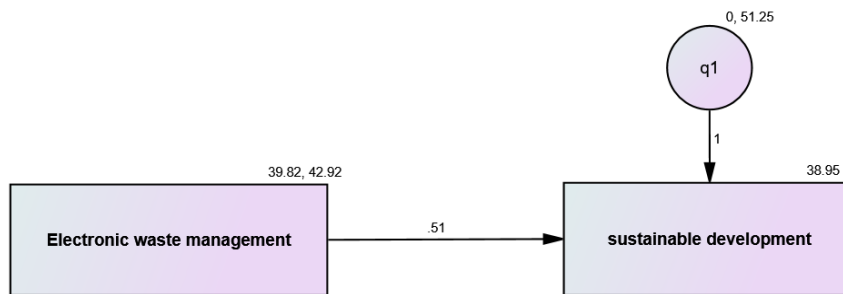 0, 51.25
q1
1
39.82, 42.92
38.95
Electronic waste management
.51
sustainable development